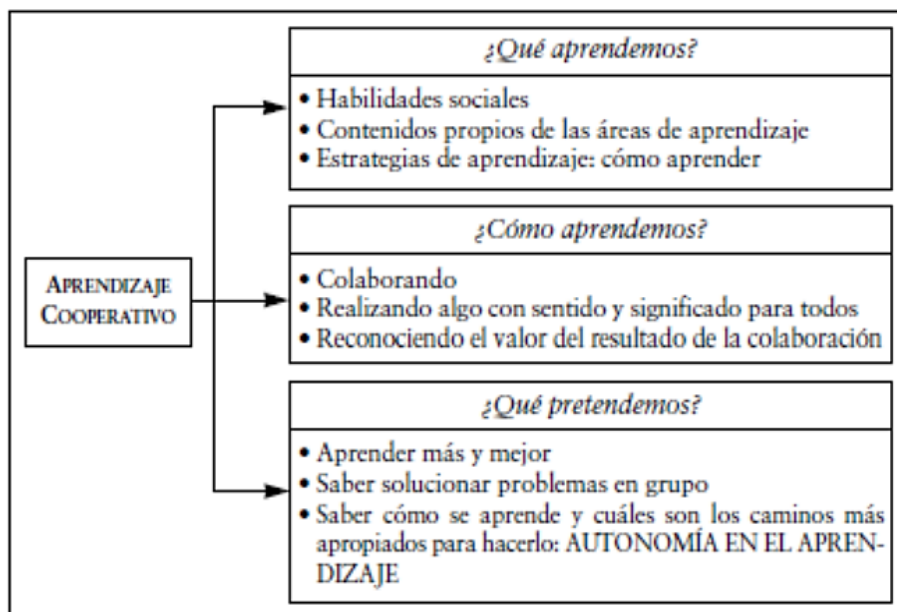 ¿Qué aprendemos?
• Habilidades sociales
• Contenidos propios de las áreas de aprendizaje
• Estrategias de aprendizaje: cómo aprender
¿Cómo aprendemos?
APRENDIZAJE
COOPERATIVO
• Colaborando
• Realizando algo con sentido y significado para todos
• Reconociendo el valor del resultado de la colaboración
¿Qué pretendemos?
• Aprender más y mejor
• Saber solucionar problemas en grupo
• Saber cómo se aprende y cuáles son los caminos más
apropiados para hacerlo: AUTONOMÍA EN EL APREN-
DIZAJE